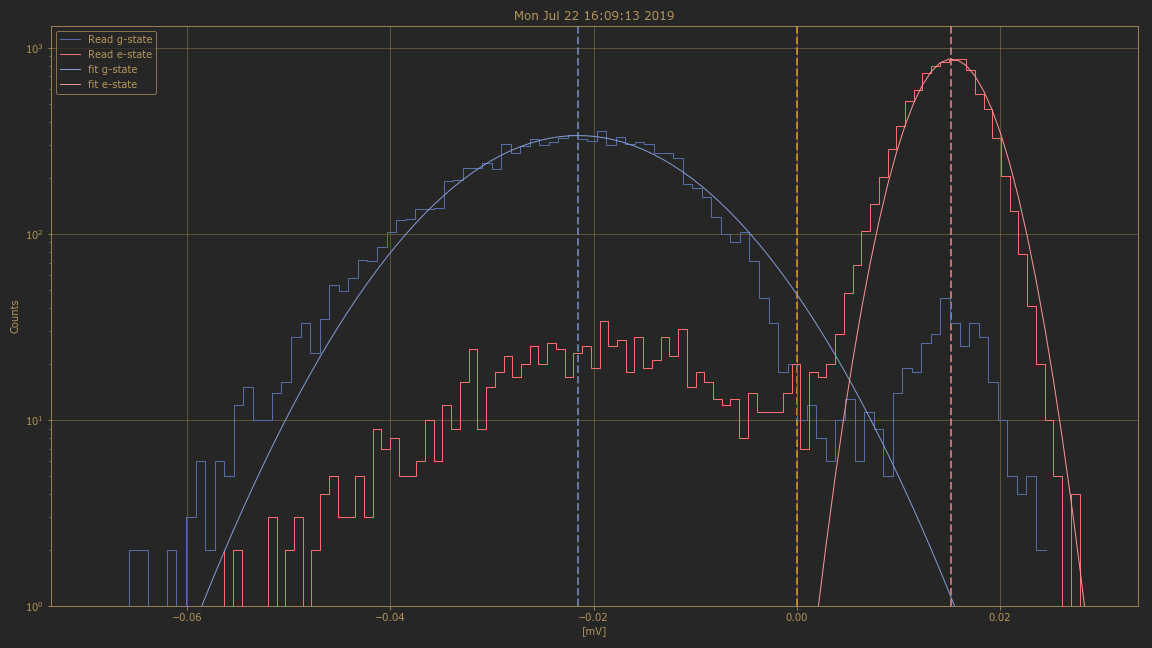 Mon Jul 22 16:09:13 2019
Read g-state
Read e-state
fit g-state
fit e-state
10³
10²
10¹
10⁰
Counts
−0.06 −0.04 −0.02 0.00 0.02
[mV]